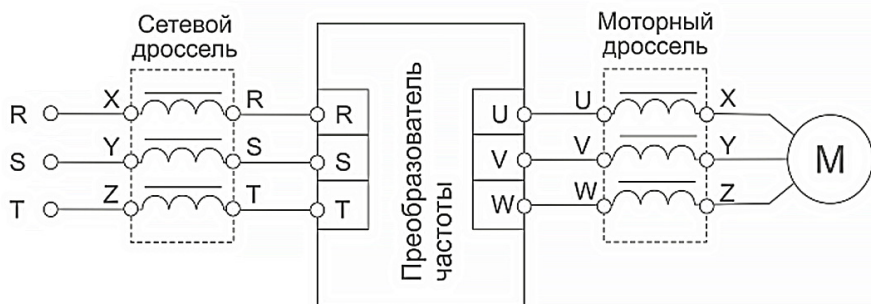 Сетевой
дроссель
Моторный
дроссель
Преобразователь
частоты
R X R R U U X
S Y S S V V Y M
T Z T T W W Z